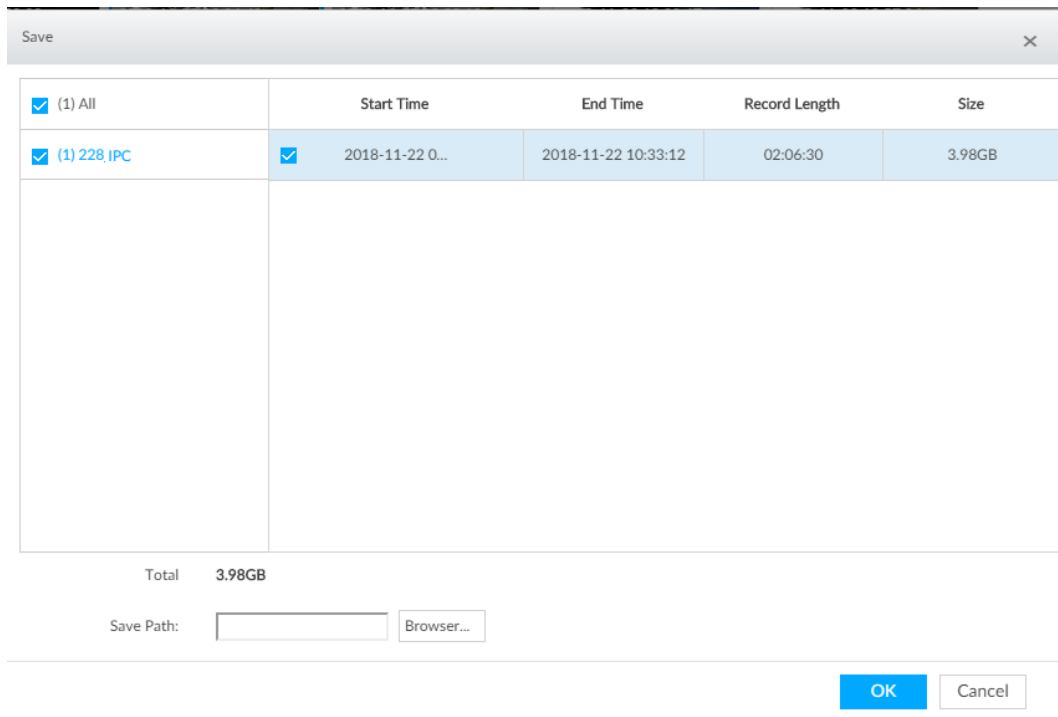 Save
(1) All Start Time End Time Record Length Size
(1) 228 IPC 2018-11-22 0... 2018-11-22 10:33:12 02:06:30 3.98GB
Total 3.98GB
Save Path: Browser...
OK Cancel